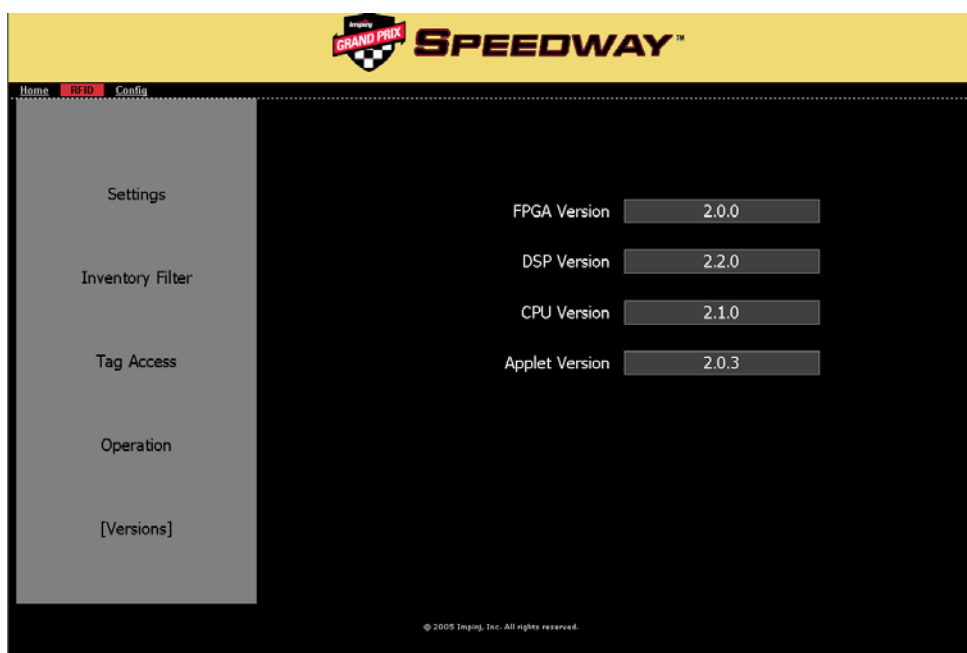 Impinj
GRAND PRIX
SPEEDWAY™
Home RFID Config
Settings
Inventory Filter
Tag Access
Operation
[Versions]
FPGA Version 2.0.0
DSP Version 2.2.0
CPU Version 2.1.0
Applet Version 2.0.3
© 2005 Impinj, Inc. All rights reserved.